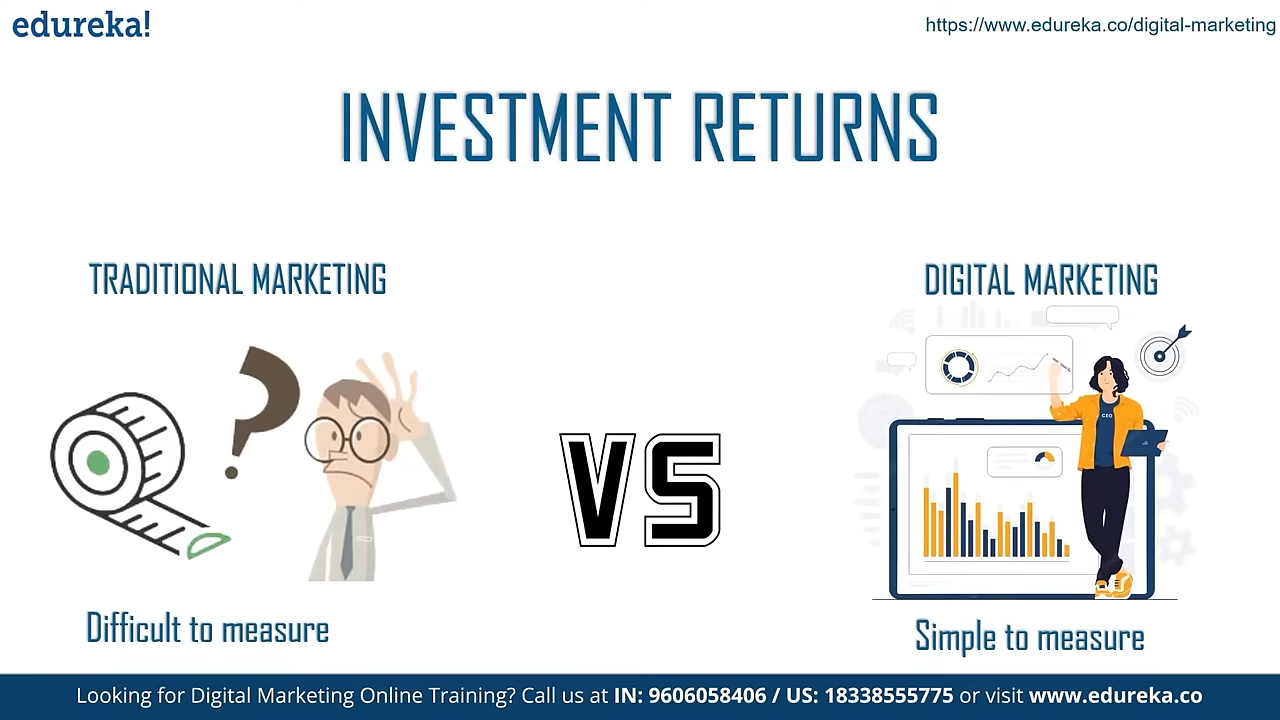 edureka!
https://www.edureka.co/digital-marketing
INVESTMENT RETURNS
TRADITIONAL MARKETING
DIGITAL MARKETING
CEO
VS
Difficult to measure
Simple to measure
Looking for Digital Marketing Online Training? Call us at IN: 9606058406 / US: 18338555775 or visit www.edureka.co